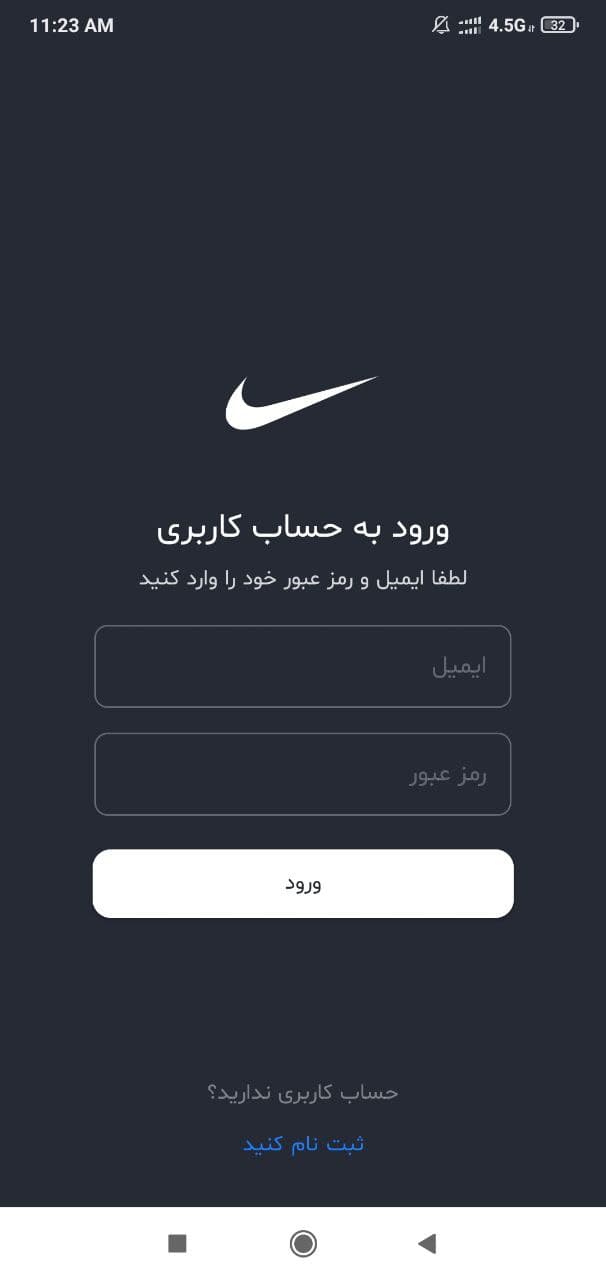 11:23 AM
4.5G
32
ورود به حساب کاربری
لطفا ایمیل و رمز عبور خود را وارد کنید
ایمیل
رمز عبور
ورود
حساب کاربری ندارید؟
ثبت نام کنید